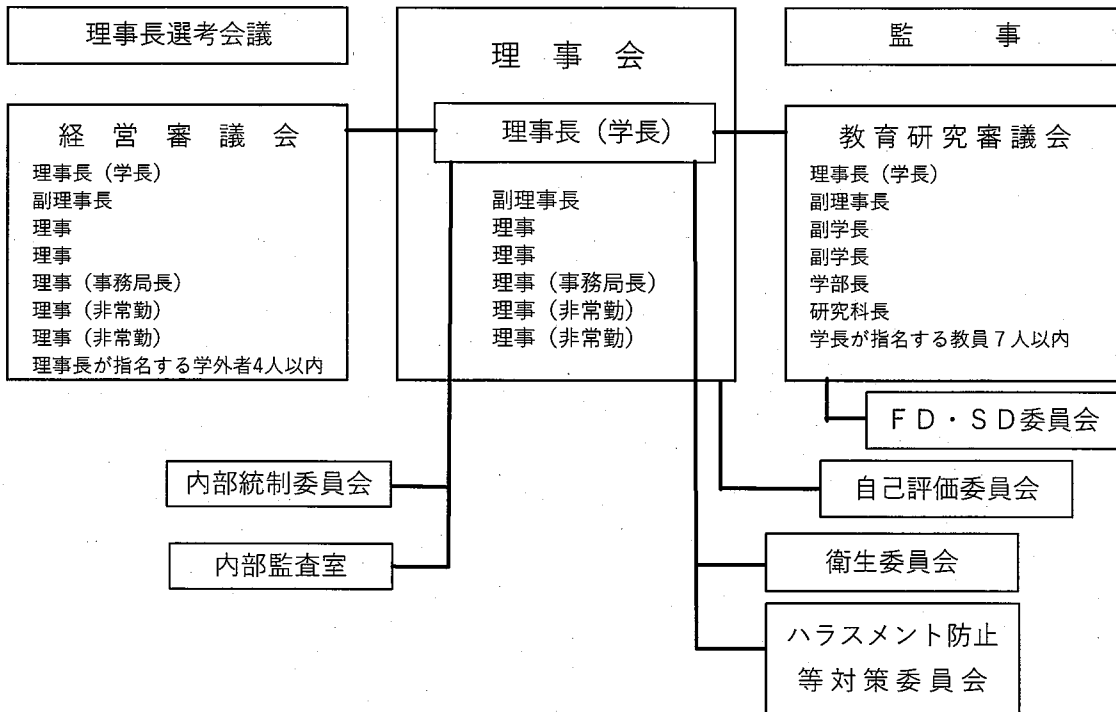 理事長選考会議
理事会
監事
経営審議会
理事長（学長）
副理事長
理事
理事
理事（事務局長）
理事（非常勤）
理事（非常勤）
理事長が指名する学外者4人以内
理事長（学長）
副理事長
理事
理事
理事（事務局長）
理事（非常勤）
理事（非常勤）
教育研究審議会
理事長（学長）
副理事長
副学長
副学長
学部長
研究科長
学長が指名する教員７人以内
ＦＤ・ＳＤ委員会
内部統制委員会
自己評価委員会
内部監査室
衛生委員会
ハラスメント防止
等対策委員会